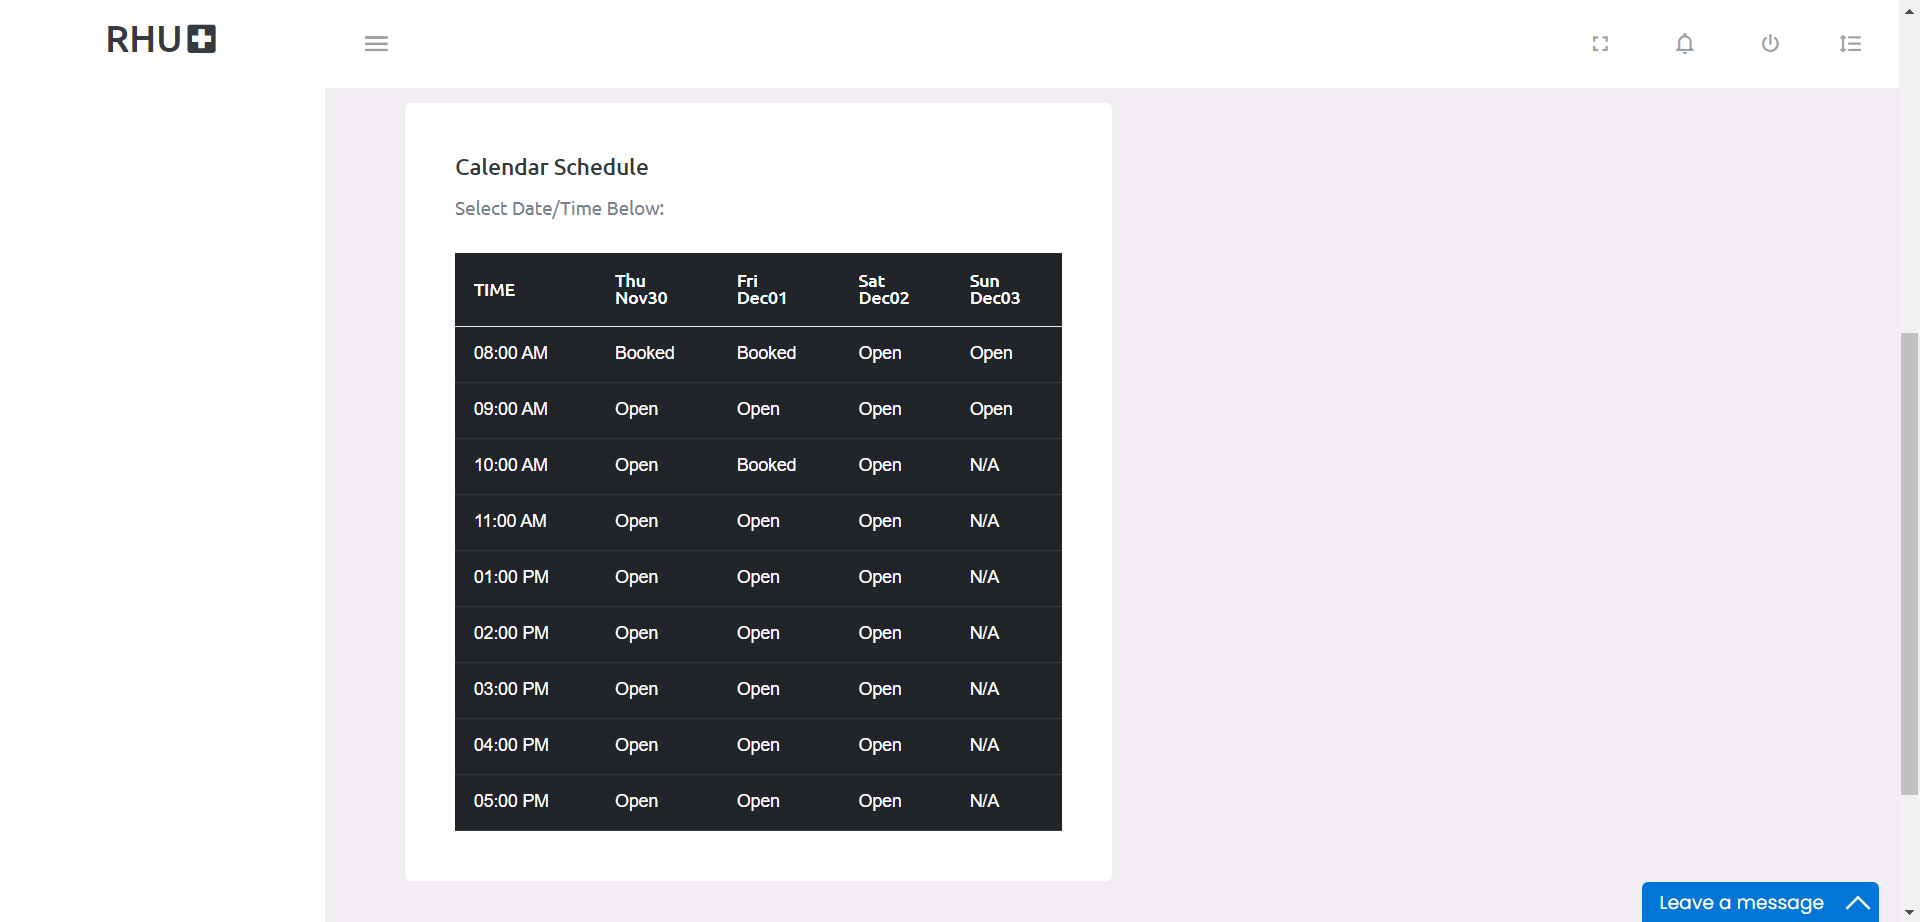 RHU
Calendar Schedule
Select Date/Time Below:
TIME Thu Nov30 Fri Dec01 Sat Dec02 Sun Dec03
08:00 AM Booked Booked Open Open
09:00 AM Open Open Open Open
10:00 AM Open Booked Open N/A
11:00 AM Open Open Open N/A
01:00 PM Open Open Open N/A
02:00 PM Open Open Open N/A
03:00 PM Open Open Open N/A
04:00 PM Open Open Open N/A
05:00 PM Open Open Open N/A
Leave a message